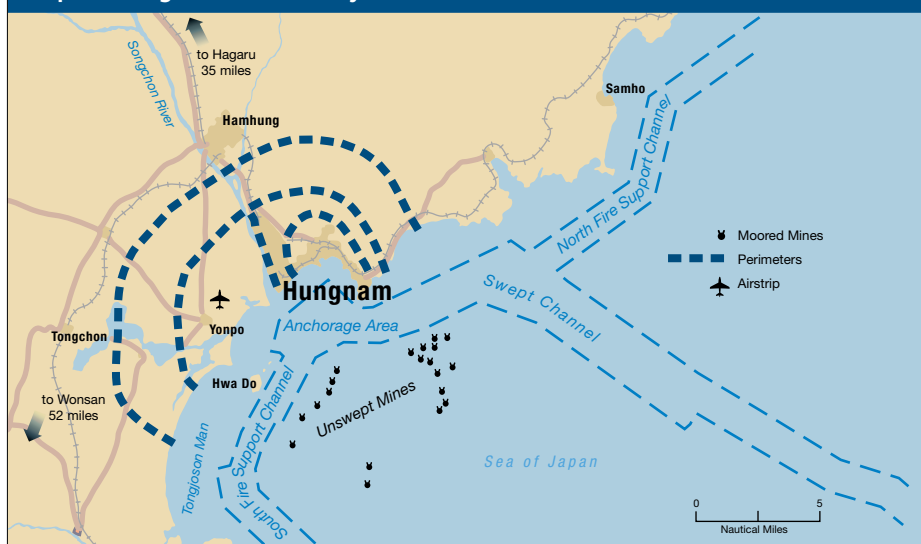 to Hagaru
35 miles
Songchon River
Hamhung
Samho
North Fire Support Channel
Moored Mines
Perimeters
Airstrip
Hungnam
Swept Channel
Anchorage Area
Yonpo
Tongchon
Hwa Do
to Wonsan
52 miles
Unswept Mines
Tongjoson Man
South Fire Support Channel
Sea of Japan
0 5
Nautical Miles